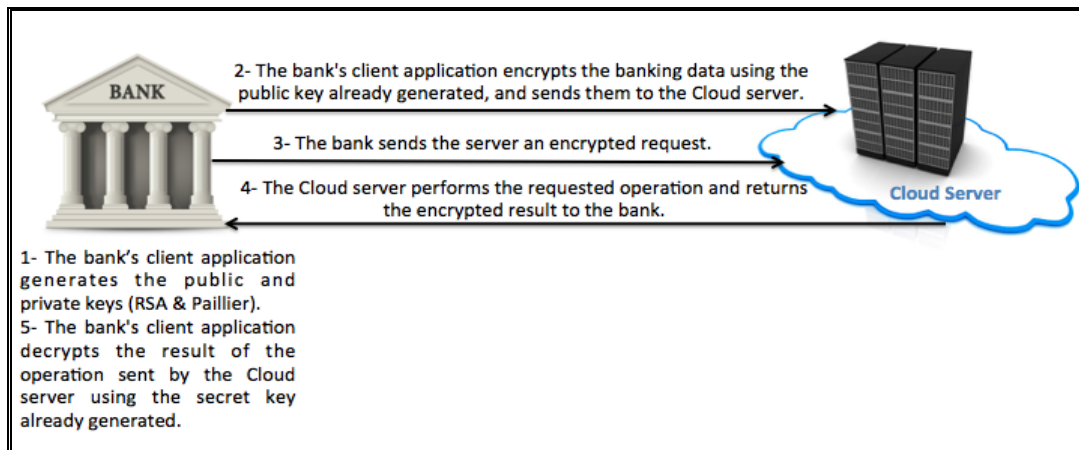 BANK
2- The bank's client application encrypts the banking data using the
public key already generated, and sends them to the Cloud server.
3- The bank sends the server an encrypted request.
4- The Cloud server performs the requested operation and returns
the encrypted result to the bank.
Cloud Server
1- The bank’s client application
generates the public and
private keys (RSA & Paillier).
5- The bank's client application
decrypts the result of the
operation sent by the Cloud
server using the secret key
already generated.